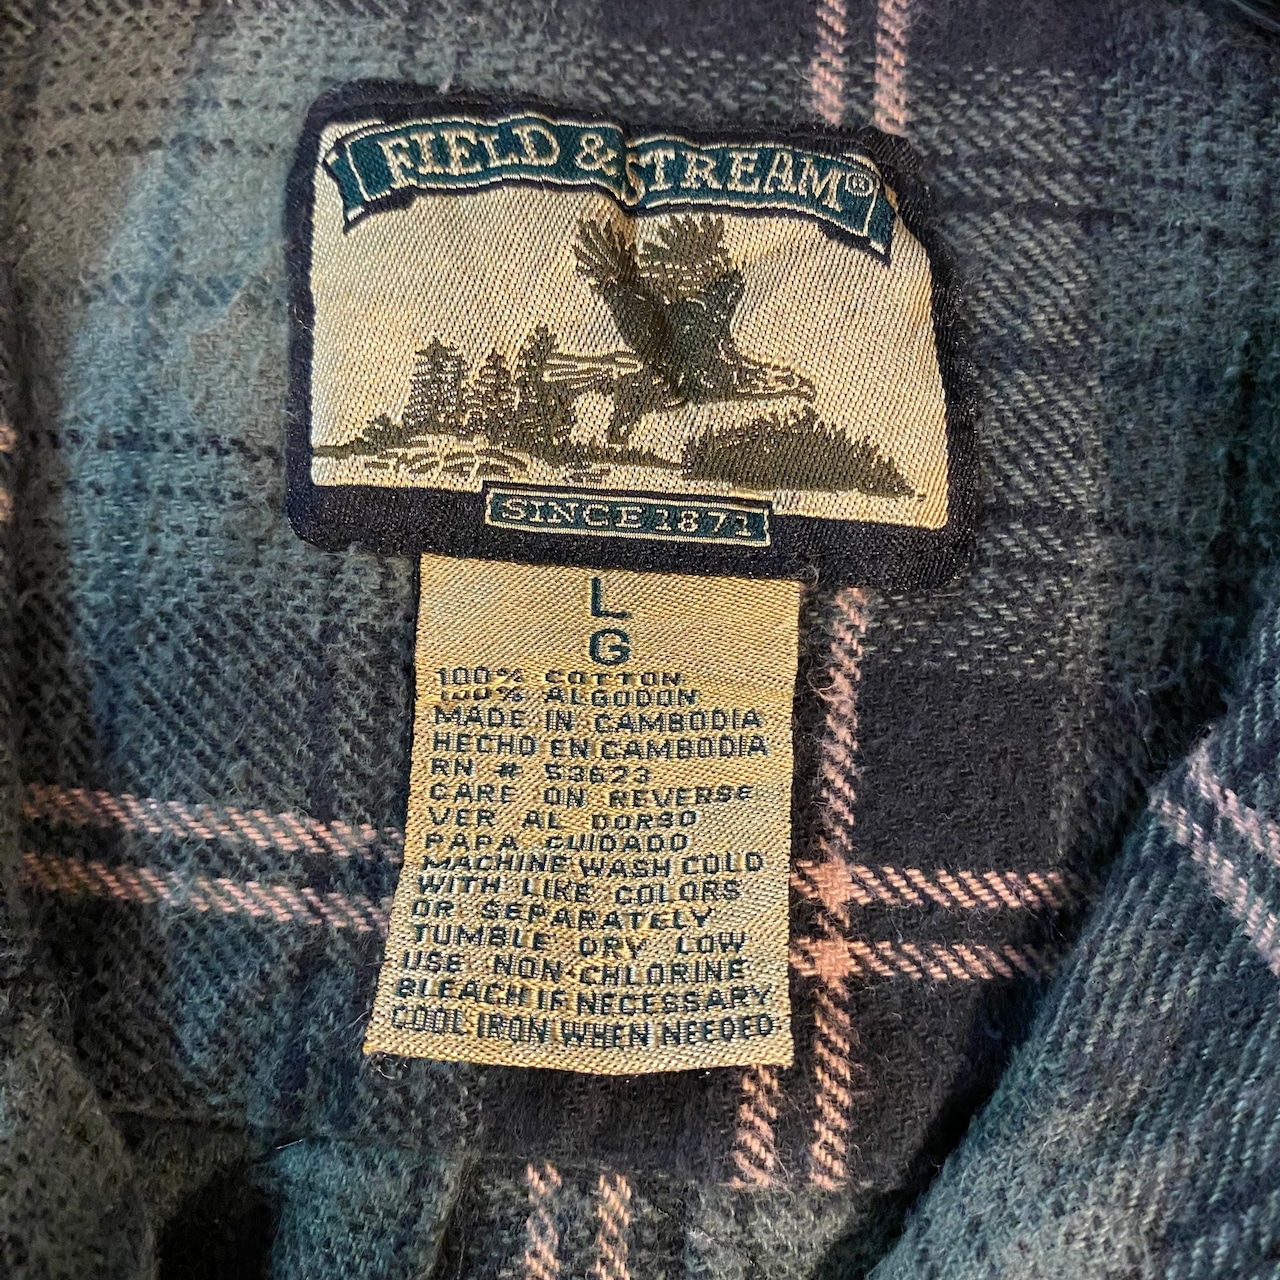 FIELD & STREAM®
SINCE 1871
L
G
100% COTTON
100% ALGODON
MADE IN CAMBODIA
HECHO EN CAMBODIA
RN # 53623
CARE ON REVERSE
VER AL DORSO
PAPA CUIDADO
MACHINE WASH COLD
WITH LIKE COLORS
OR SEPARATELY
TUMBLE DRY LOW
USE NON-CHLORINE
BLEACH IF NECESSARY
COOL IRON WHEN NEEDED